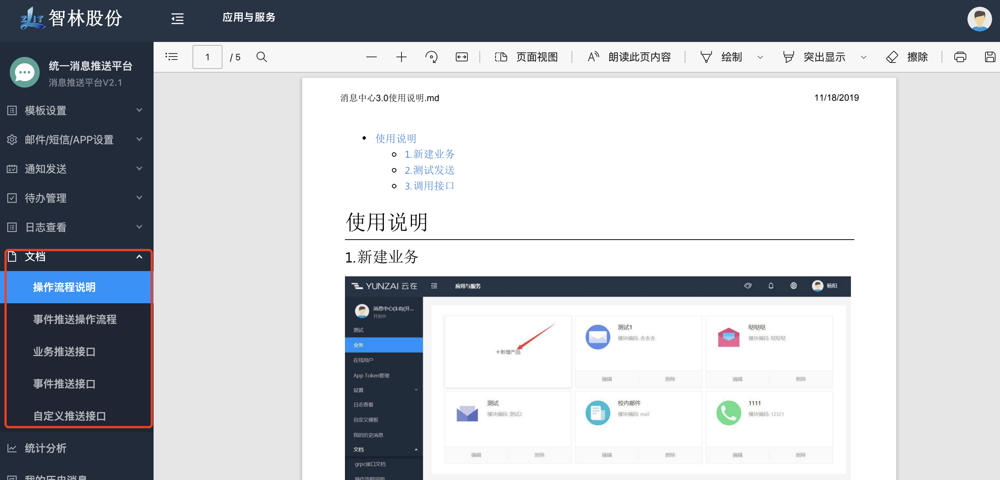 ZLIT 智林股份
应用与服务
统一消息推送平台
消息推送平台V2.1
模板设置
邮件/短信/APP设置
通知发送
待办管理
日志查看
文档
操作流程说明
事件推送操作流程
业务推送接口
事件推送接口
自定义推送接口
统计分析
我的历史消息
1 / 5
页面视图
朗读此页内容
绘制
突出显示
擦除
消息中心3.0使用说明.md
11/18/2019
使用说明
1.新建业务
2.测试发送
3.调用接口
使用说明
1.新建业务
YUNZAI 云在
应用与服务
杨阳
消息中心(3.0)(开...
开发中
测试
业务
在线用户
App Token管理
设置
日志查看
自定义模板
我的历史消息
文档
grpc接口文档
操作流程说明
+新增产品
测试1
模块编码: 去去去
编辑 删除
哒哒哒
模块编码: 哒哒哒
编辑 删除
测试
模块编码: 测试2
编辑 删除
校内邮件
模块编码: mail
编辑 删除
1111
模块编码: 12321
编辑 删除